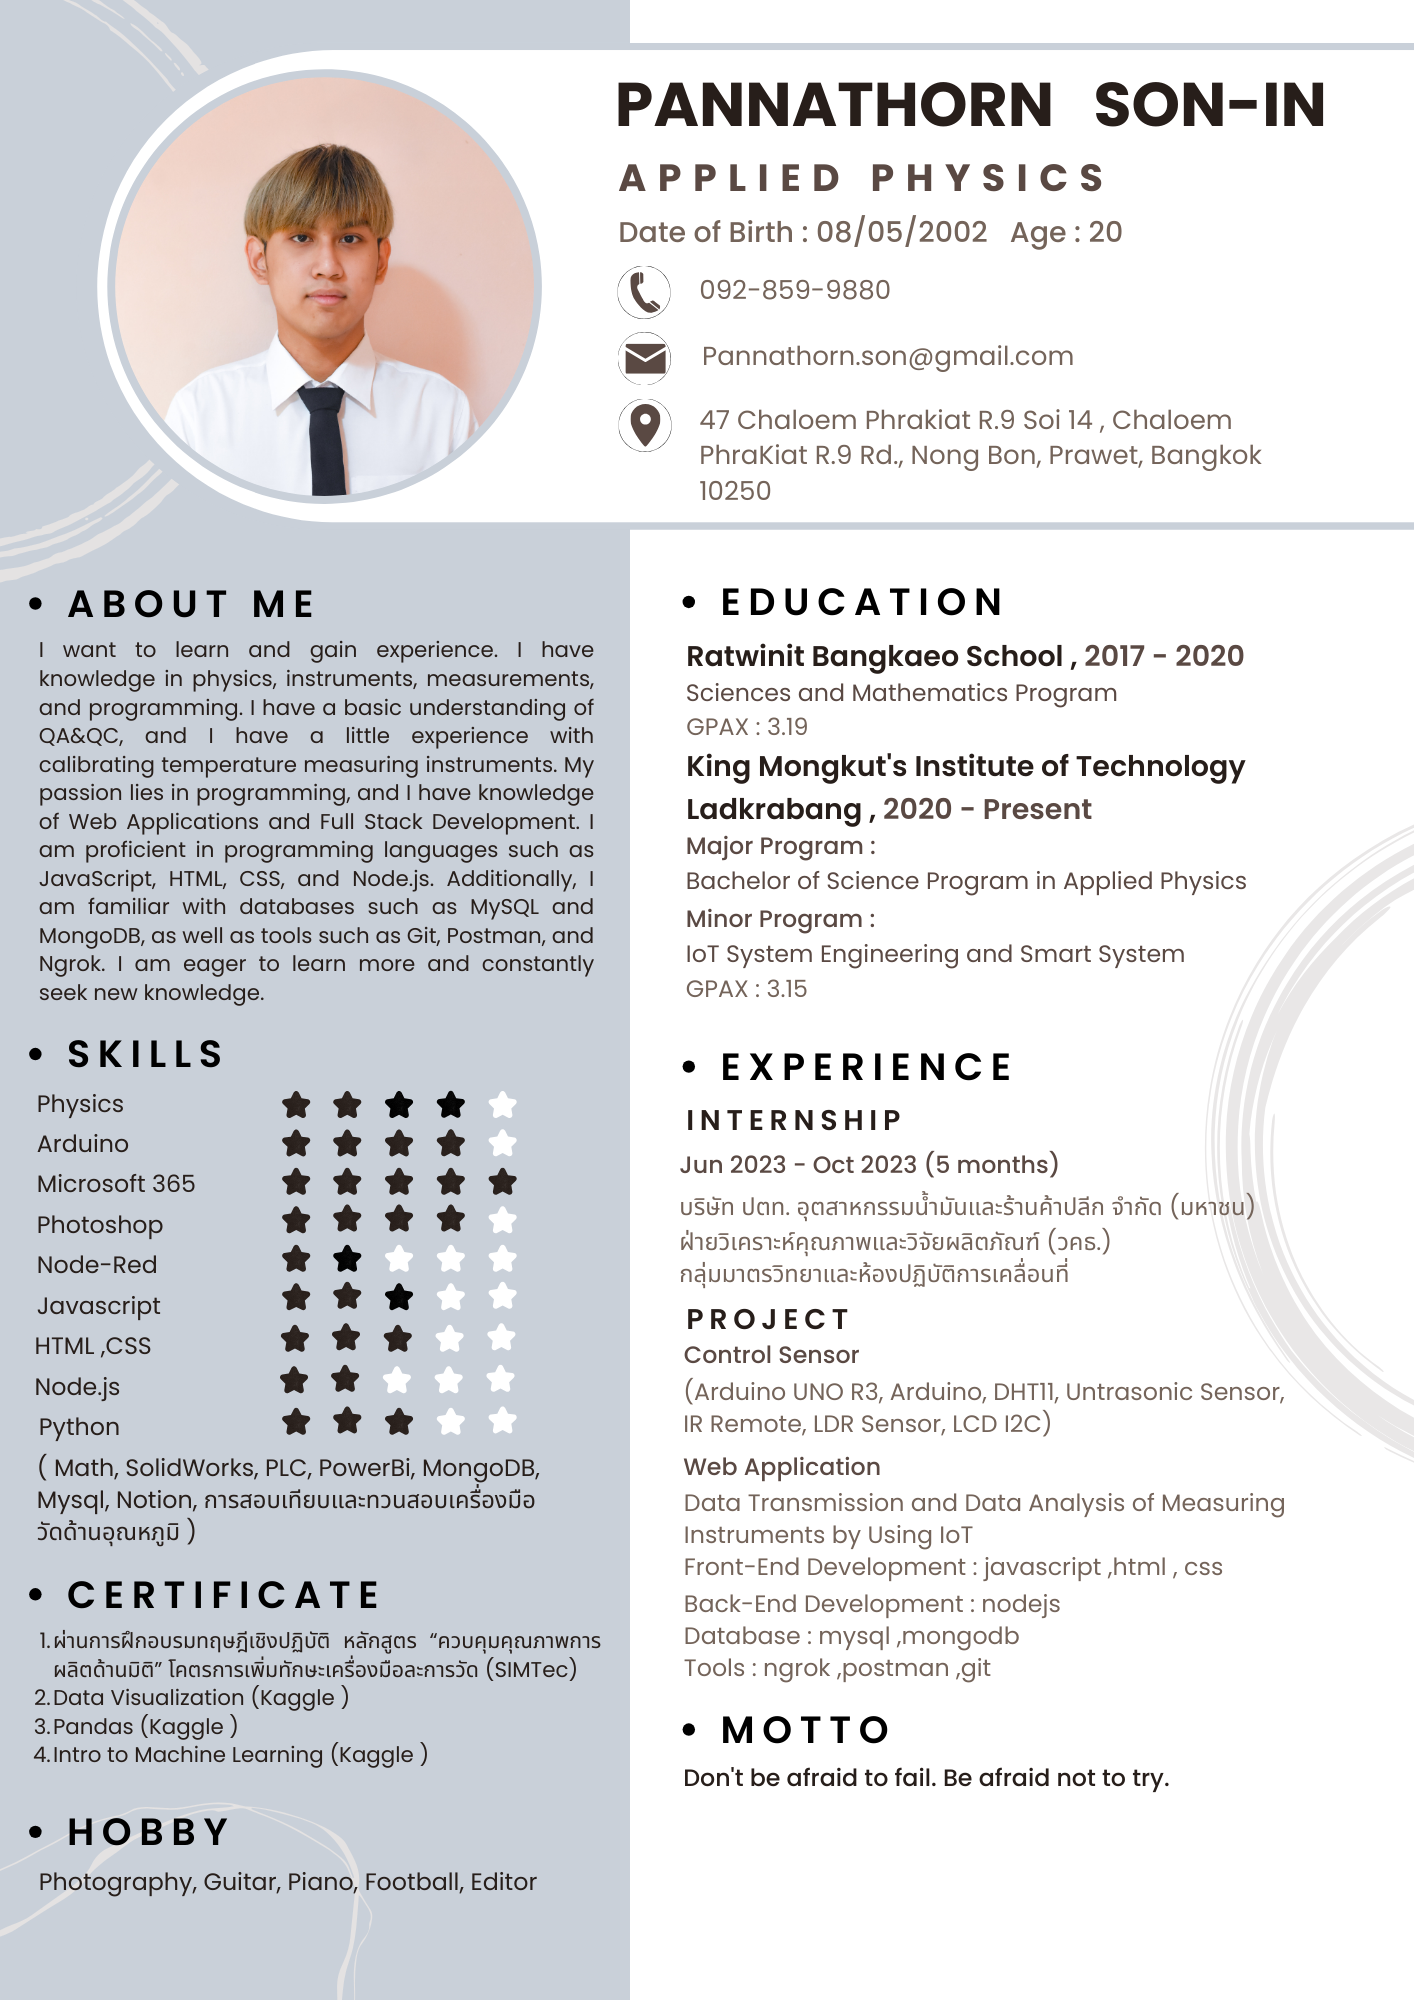 PANNATHORN SON-IN
APPLIED PHYSICS
Date of Birth : 08/05/2002 Age : 20
092-859-9880
Pannathorn.son@gmail.com
47 Chaloem Phrakiat R.9 Soi 14 , Chaloem
PhraKiat R.9 Rd., Nong Bon, Prawet, Bangkok
10250
• ABOUT ME
I want to learn and gain experience. I have
knowledge in physics, instruments, measurements,
and programming. I have a basic understanding of
QA&QC, and I have a little experience with
calibrating temperature measuring instruments. My
passion lies in programming, and I have knowledge
of Web Applications and Full Stack Development. I
am proficient in programming languages such as
JavaScript, HTML, CSS, and Node.js. Additionally, I
am familiar with databases such as MySQL and
MongoDB, as well as tools such as Git, Postman, and
Ngrok. I am eager to learn more and constantly
seek new knowledge.
• SKILLS
Physics
Arduino
Microsoft 365
Photoshop
Node-Red
Javascript
HTML ,CSS
Node.js
Python
( Math, SolidWorks, PLC, PowerBi, MongoDB,
Mysql, Notion, การสอบเทียบและทวนสอบเครื่องมือ
วัดด้านอุณหภูมิ )
• CERTIFICATE
1. ผ่านการฝึกอบรมทฤษฎีเชิงปฏิบัติ หลักสูตร “ควบคุมคุณภาพการ
ผลิตด้านมิติ” โคตรการเพิ่มทักษะเครื่องมือละการวัด (SIMTec)
2. Data Visualization (Kaggle )
3. Pandas (Kaggle )
4. Intro to Machine Learning (Kaggle )
• HOBBY
Photography, Guitar, Piano, Football, Editor
• EDUCATION
Ratwinit Bangkaeo School , 2017 - 2020
Sciences and Mathematics Program
GPAX : 3.19
King Mongkut's Institute of Technology
Ladkrabang , 2020 - Present
Major Program :
Bachelor of Science Program in Applied Physics
Minor Program :
IoT System Engineering and Smart System
GPAX : 3.15
• EXPERIENCE
INTERNSHIP
Jun 2023 - Oct 2023 (5 months)
บริษัท ปตท. อุตสาหกรรมน้ำมันและร้านค้าปลีก จำกัด (มหาชน)
ฝ่ายวิเคราะห์คุณภาพและวิจัยผลิตภัณฑ์ (วคธ.)
กลุ่มมาตรวิทยาและห้องปฏิบัติการเคลื่อนที่
PROJECT
Control Sensor
(Arduino UNO R3, Arduino, DHT11, Untrasonic Sensor,
IR Remote, LDR Sensor, LCD I2C)
Web Application
Data Transmission and Data Analysis of Measuring
Instruments by Using IoT
Front-End Development : javascript ,html , css
Back-End Development : nodejs
Database : mysql ,mongodb
Tools : ngrok ,postman ,git
• MOTTO
Don't be afraid to fail. Be afraid not to try.